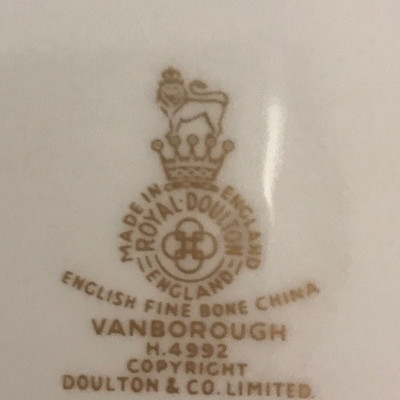 MADE IN ENGLAND
ROYAL·DOULTON
ENGLAND
ENGLISH FINE BONE CHINA
VANBOROUGH
H.4992
COPYRIGHT
DOULTON & CO. LIMITED.